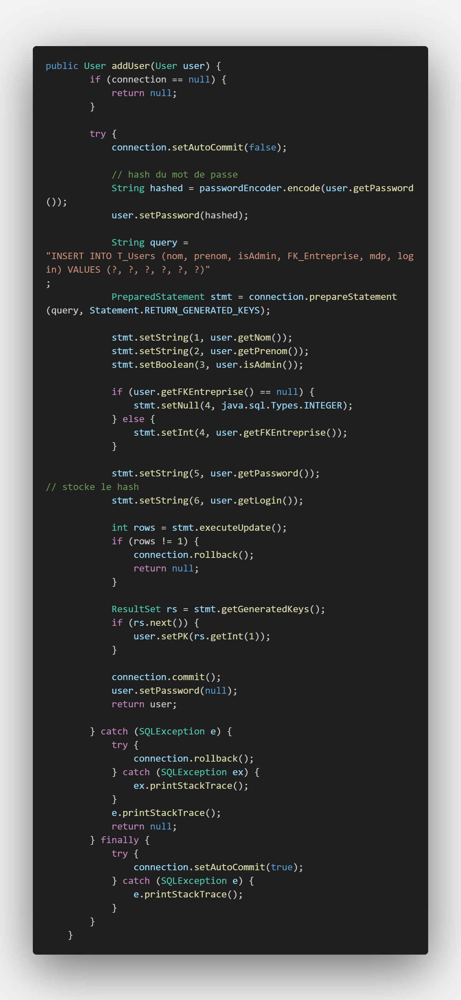 public User addUser(User user) {
        if (connection == null) {
            return null;
        }

        try {
            connection.setAutoCommit(false);

            // hash du mot de passe
            String hashed = passwordEncoder.encode(user.getPassword
());
            user.setPassword(hashed);

            String query =
"INSERT INTO T_Users (nom, prenom, isAdmin, FK_Entreprise, mdp, log
in) VALUES (?, ?, ?, ?, ?, ?)"
;
            PreparedStatement stmt = connection.prepareStatement
(query, Statement.RETURN_GENERATED_KEYS);

            stmt.setString(1, user.getNom());
            stmt.setString(2, user.getPrenom());
            stmt.setBoolean(3, user.isAdmin());

            if (user.getFKEntreprise() == null) {
                stmt.setNull(4, java.sql.Types.INTEGER);
            } else {
                stmt.setInt(4, user.getFKEntreprise());
            }

            stmt.setString(5, user.getPassword());
// stocke le hash
            stmt.setString(6, user.getLogin());

            int rows = stmt.executeUpdate();
            if (rows != 1) {
                connection.rollback();
                return null;
            }

            ResultSet rs = stmt.getGeneratedKeys();
            if (rs.next()) {
                user.setPK(rs.getInt(1));
            }

            connection.commit();
            user.setPassword(null);
            return user;

        } catch (SQLException e) {
            try {
                connection.rollback();
            } catch (SQLException ex) {
                ex.printStackTrace();
            }
            e.printStackTrace();
            return null;
        } finally {
            try {
                connection.setAutoCommit(true);
            } catch (SQLException e) {
                e.printStackTrace();
            }
        }
    }